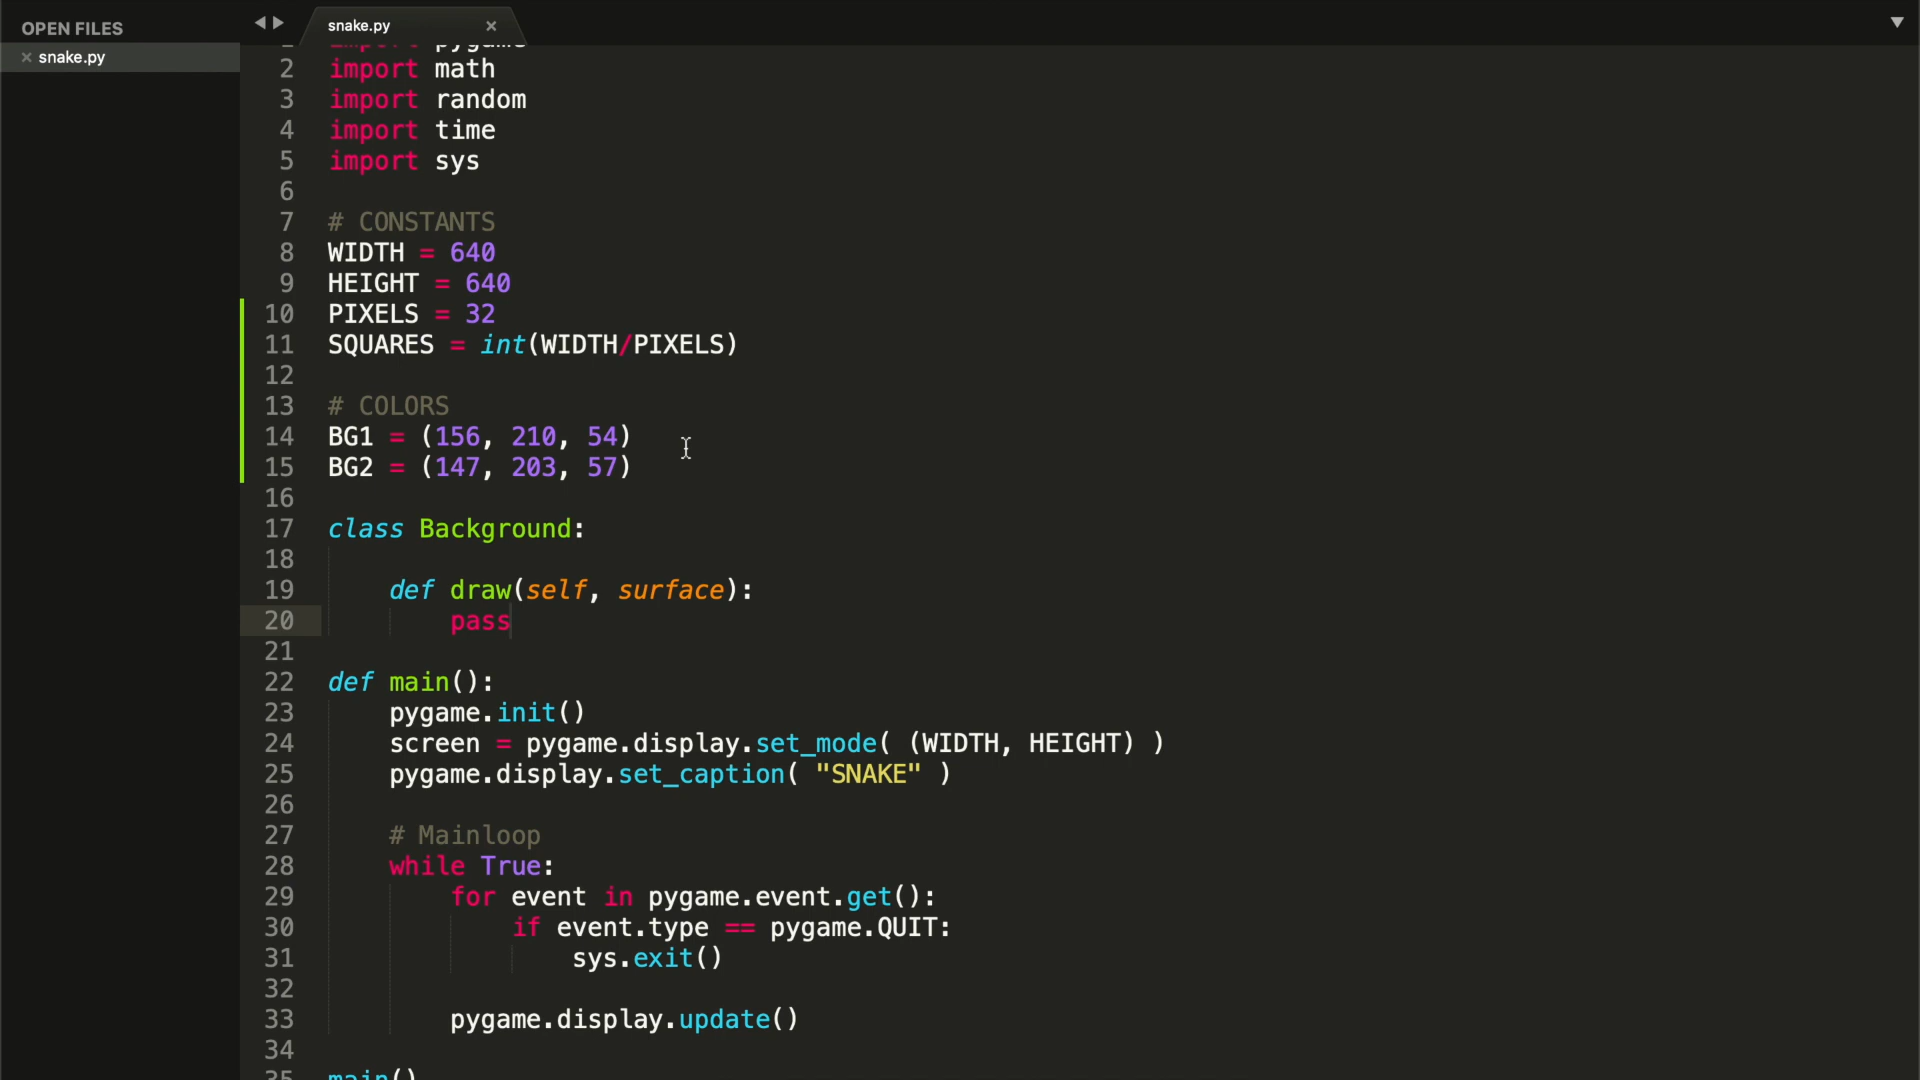 OPEN FILES
snake.py
snake.py
1 import pygame
2 import math
3 import random
4 import time
5 import sys
6
7 # CONSTANTS
8 WIDTH = 640
9 HEIGHT = 640
10 PIXELS = 32
11 SQUARES = int(WIDTH/PIXELS)
12
13 # COLORS
14 BG1 = (156, 210, 54)
15 BG2 = (147, 203, 57)
16
17 class Background:
18
19 def draw(self, surface):
20 pass
21
22 def main():
23 pygame.init()
24 screen = pygame.display.set_mode( (WIDTH, HEIGHT) )
25 pygame.display.set_caption( "SNAKE" )
26
27 # Mainloop
28 while True:
29 for event in pygame.event.get():
30 if event.type == pygame.QUIT:
31 sys.exit()
32
33 pygame.display.update()
34
35 main()